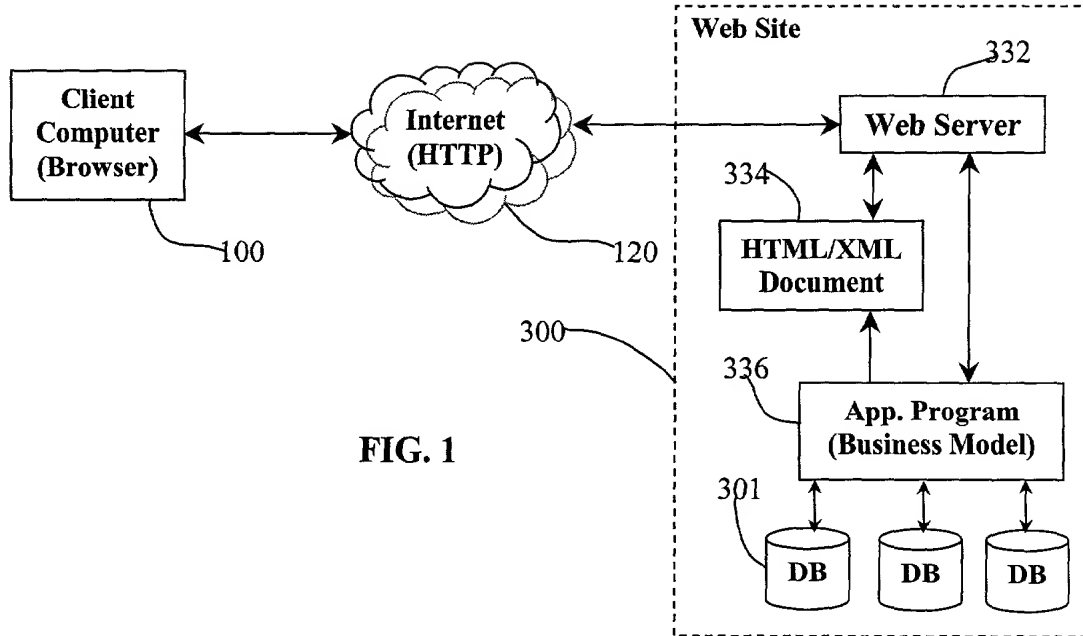 Web Site
332
Client
Computer
(Browser)
Internet
(HTTP)
Web Server
334
100
120
HTML/XML
Document
300
336
App. Program
(Business Model)
FIG. 1
301
DB
DB
DB